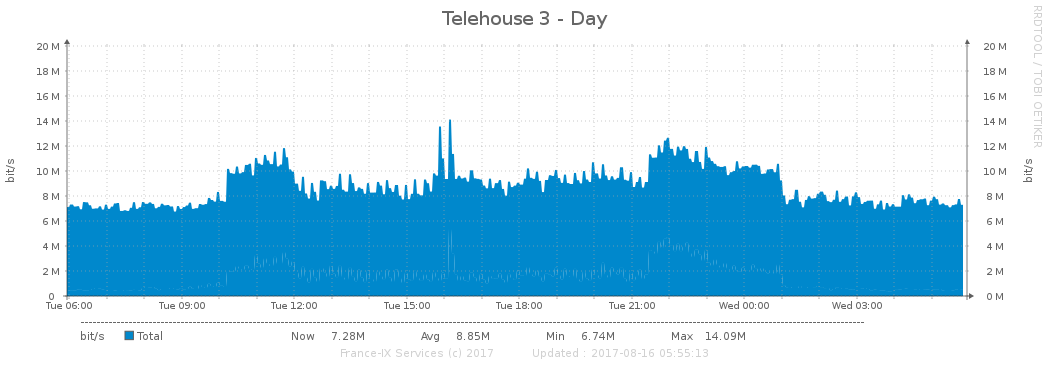 Telehouse 3 - Day
RRDTOOL / TOBI OETIKER
bit/s
20 M 20 M
18 M 18 M
16 M 16 M
14 M 14 M
12 M 12 M
10 M 10 M
8 M 8 M
6 M 6 M
4 M 4 M
2 M 2 M
0 0 M
bit/s
Tue 06:00 Tue 09:00 Tue 12:00 Tue 15:00 Tue 18:00 Tue 21:00 Wed 00:00 Wed 03:00
bit/s Total Now 7.28M Avg 8.85M Min 6.74M Max 14.09M
France-IX Services (c) 2017 Updated : 2017-08-16 05:55:13